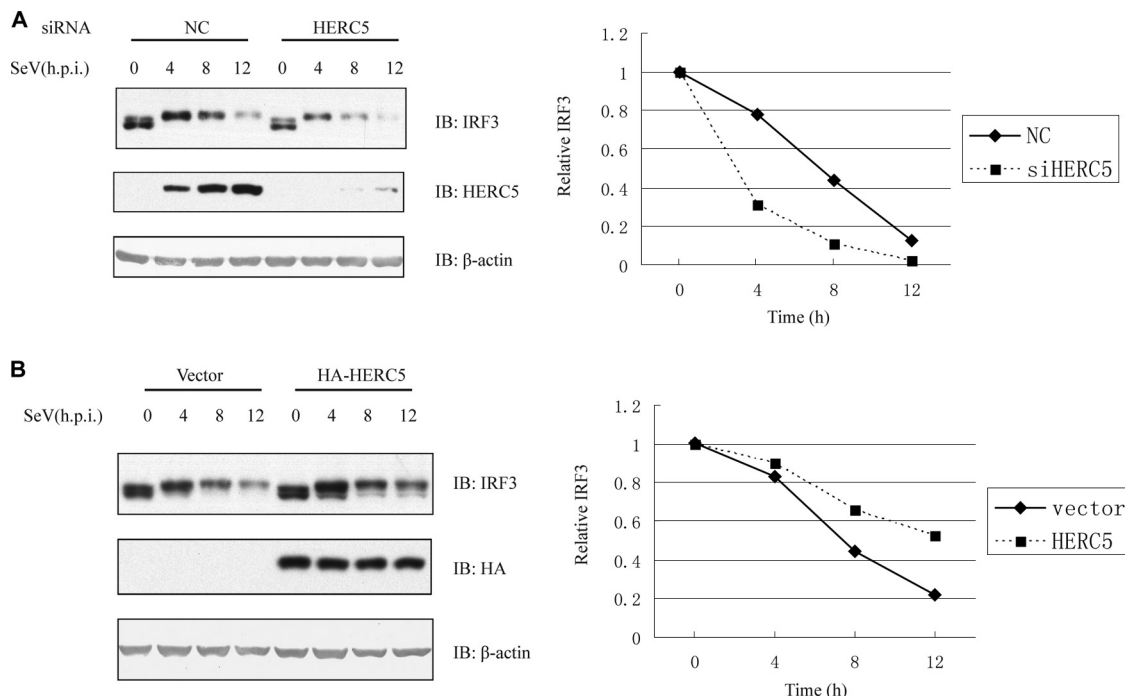 A
siRNA NC HERC5
SeV(h.p.i.) 0 4 8 12 0 4 8 12
IB: IRF3
IB: HERC5
IB: β-actin
1.2
1
0.8
0.6
0.4
0.2
0
Relative IRF3
0 4 8 12
Time (h)
NC
siHERC5
B
Vector HA-HERC5
SeV(h.p.i.) 0 4 8 12 0 4 8 12
IB: IRF3
IB: HA
IB: β-actin
1.2
1
0.8
0.6
0.4
0.2
0
Relative IRF3
0 4 8 12
Time (h)
vector
HERC5